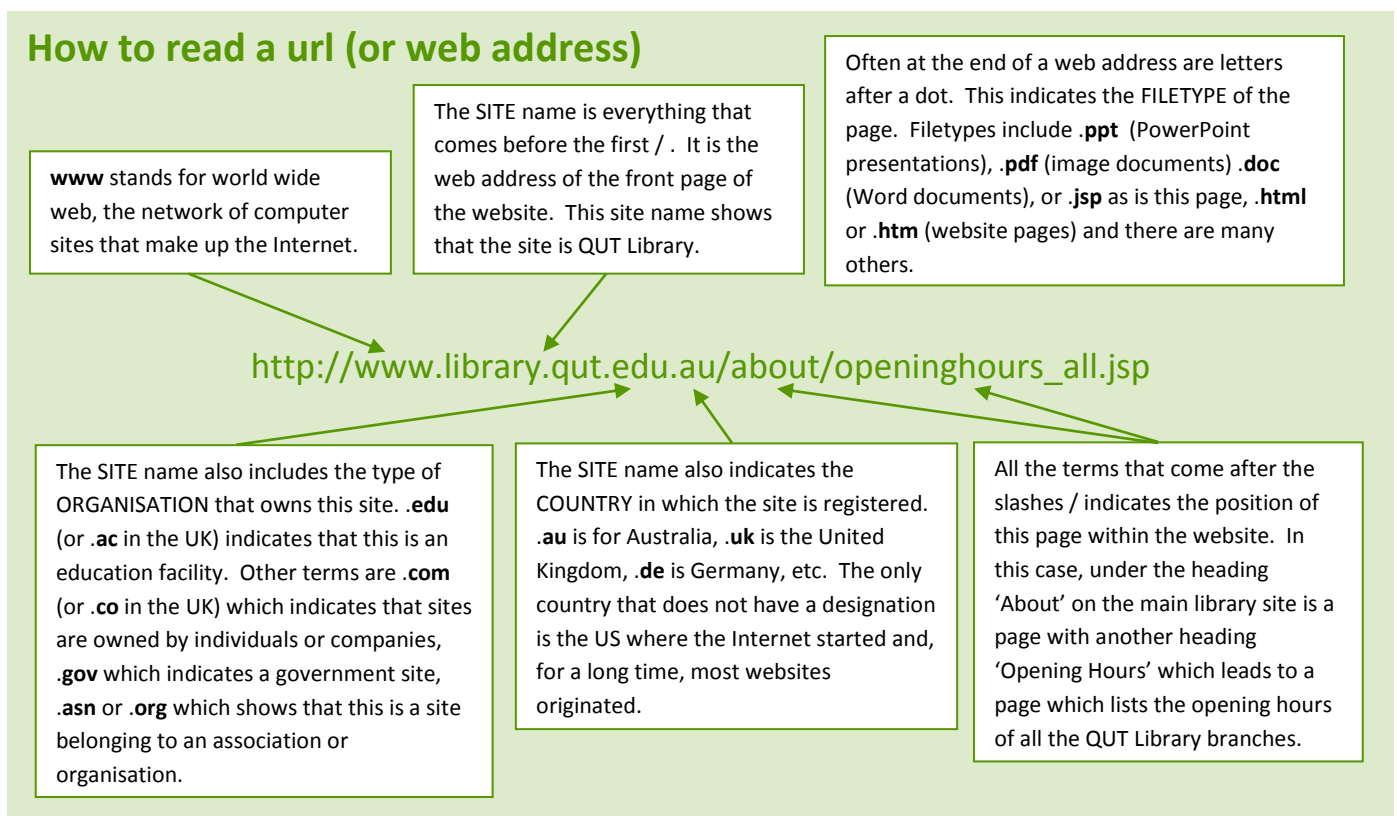 How to read a url (or web address)
www stands for world wide
web, the network of computer
sites that make up the Internet.
The SITE name is everything that
comes before the first / .  It is the
web address of the front page of
the website.  This site name shows
that the site is QUT Library.
Often at the end of a web address are letters
after a dot.  This indicates the FILETYPE of the
page.  Filetypes include .ppt  (PowerPoint
presentations), .pdf (image documents) .doc
(Word documents), or .jsp as is this page, .html
or .htm (website pages) and there are many
others.
http://www.library.qut.edu.au/about/openinghours_all.jsp
The SITE name also includes the type of
ORGANISATION that owns this site. .edu
(or .ac in the UK) indicates that this is an
education facility.  Other terms are .com
(or .co in the UK) which indicates that sites
are owned by individuals or companies,
.gov which indicates a government site,
.asn or .org which shows that this is a site
belonging to an association or
organisation.
The SITE name also indicates the
COUNTRY in which the site is registered.
.au is for Australia, .uk is the United
Kingdom, .de is Germany, etc.  The only
country that does not have a designation
is the US where the Internet started and,
for a long time, most websites
originated.
All the terms that come after the
slashes / indicates the position of
this page within the website.  In
this case, under the heading
‘About’ on the main library site is a
page with another heading
‘Opening Hours’ which leads to a
page which lists the opening hours
of all the QUT Library branches.